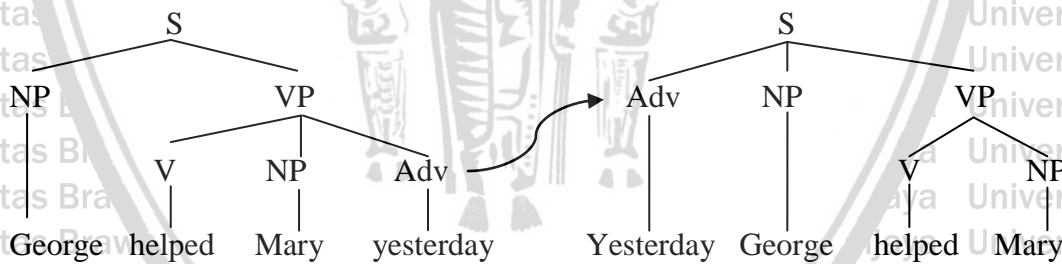 S S
NP VP Adv NP VP
V NP Adv V NP
George helped Mary yesterday Yesterday George helped Mary